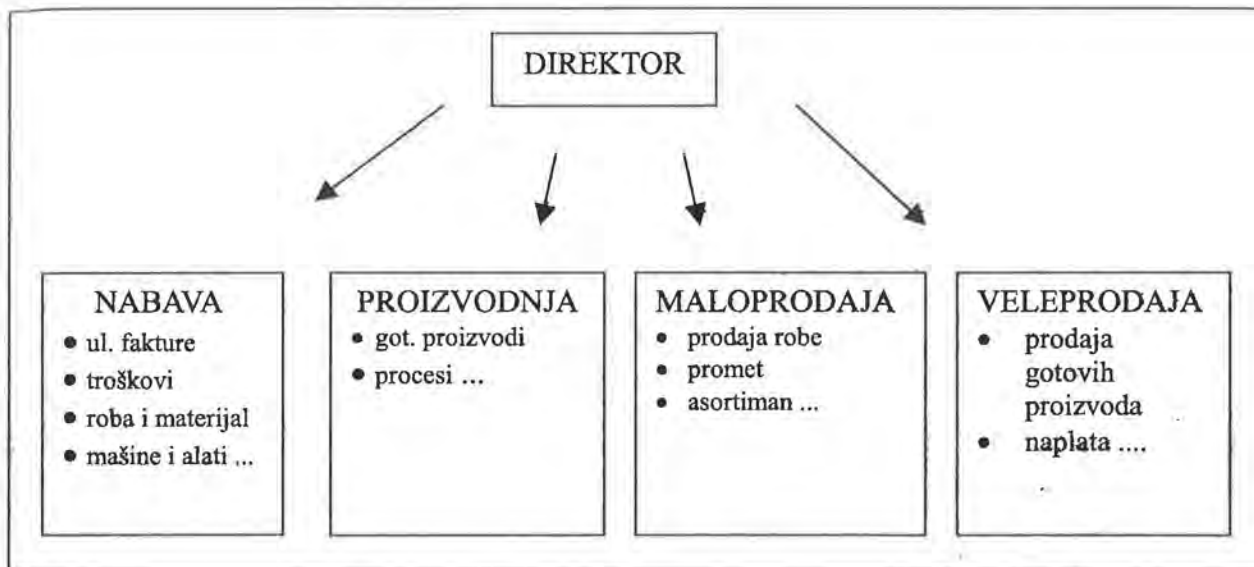 DIREKTOR
NABAVA
• ul. fakture
• troškovi
• roba i materijal
• mašine i alati ...
PROIZVODNJA
• got. proizvodi
• procesi ...
MALOPRODAJA
• prodaja robe
• promet
• asortiman ...
VELEPRODAJA
• prodaja
gotovih
proizvoda
• naplata ....